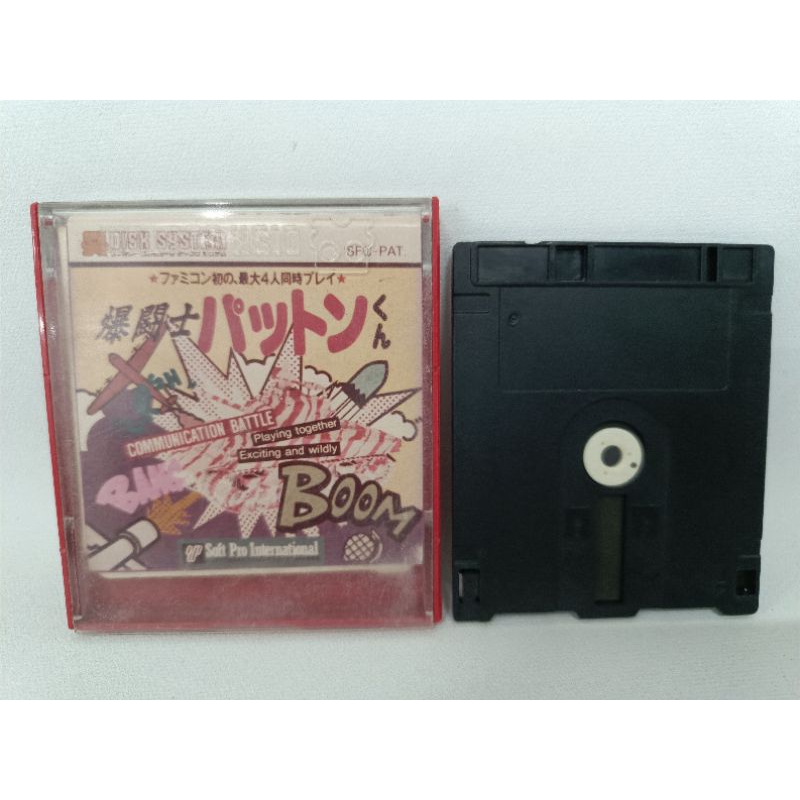 DISK SYSTEM
SFC-PAT.
★ファミコン初の、最大4人同時プレイ★
爆闘士パットンくん
COMMUNICATION BATTLE
Playing together
Exciting and wildly
BANG
BOOM
Soft Pro International